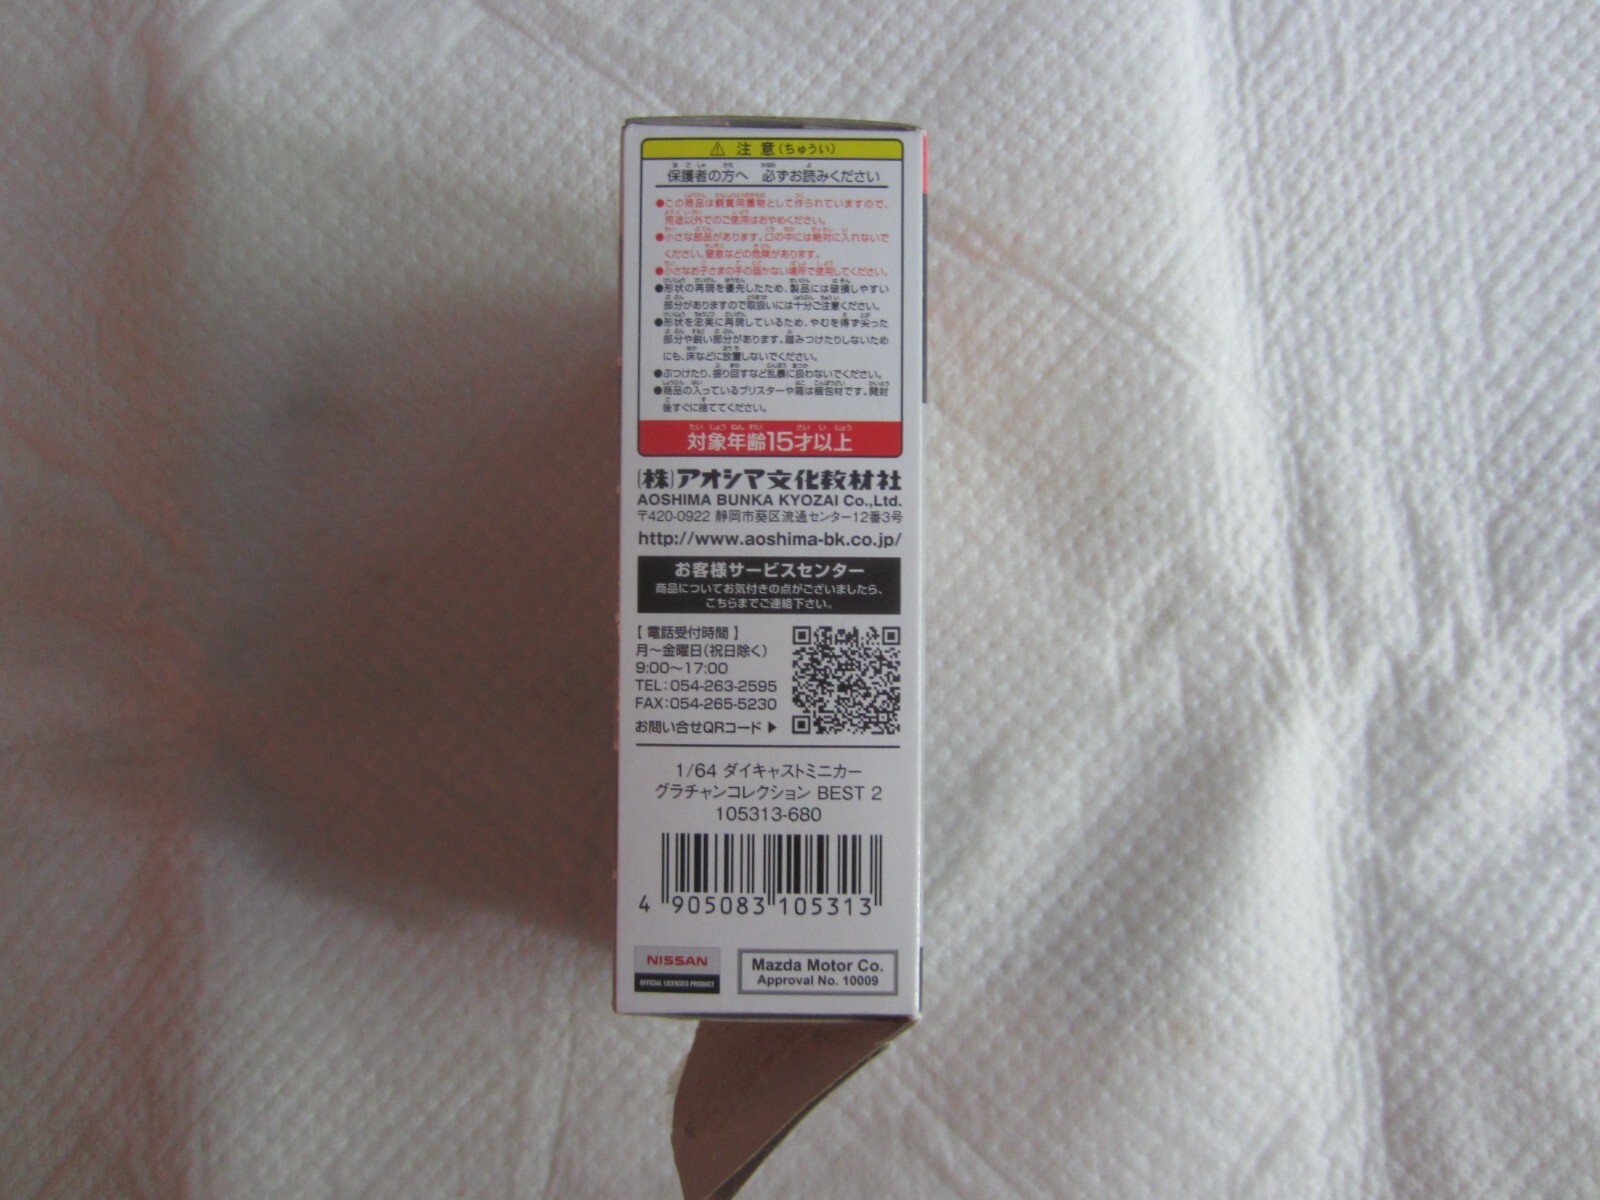 ⚠ 注意(ちゅうい)
保護者の方へ 必ずお読みください
●この商品は観賞用置物として作られていますので、
用途以外でのご使用はおやめください。
●小さな部品があります。口の中には絶対に入れないで
ください。窒息などの危険があります。
●小さなお子さまの手の届かない場所で使用してください。
●形状の再現を優先したため、製品には破損しやすい
部分がありますので取扱いには十分ご注意ください。
●形状を忠実に再現しているため、やむを得ず尖った
部分や鋭い部分があります。踏みつけたりしないため
にも、床などに放置しないでください。
●ぶつけたり、振り回すなど乱暴に扱わないでください。
●商品の入っているブリスターや箱は梱包材です。開封
後すぐに捨ててください。
対象年齢15才以上
(株)アオシマ文化教材社
AOSHIMA BUNKA KYOZAI Co.,Ltd.
〒420-0922 静岡市葵区流通センター12番3号
http://www.aoshima-bk.co.jp/
お客様サービスセンター
商品についてお気付きの点がございましたら、
こちらまでご連絡下さい。
【 電話受付時間 】
月〜金曜日(祝日除く)
9:00〜17:00
TEL:054-263-2595
FAX:054-265-5230
お問い合せQRコード▶
1/64 ダイキャストミニカー
グラチャンコレクション BEST 2
105313-680
4 905083 105313
NISSAN
OFFICIAL LICENSED PRODUCT
Mazda Motor Co.
Approval No. 10009